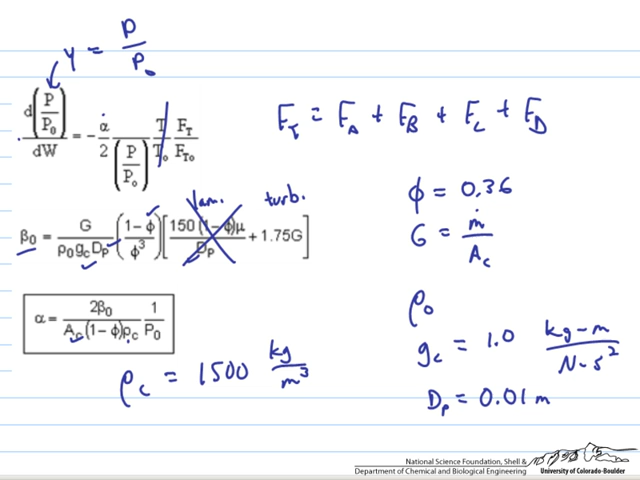 y = P / P₀
d(P/P₀)/dW = − α/2 1/(P/P₀) T/T₀ F_T/F_T0
F_T = F_A + F_B + F_C + F_D
lam. turb.
β₀ = G/(ρ₀ g_c D_P) ((1 − ϕ)/ϕ³) [150(1 − ϕ)μ/D_P + 1.75G]
ϕ = 0.36
G = ṁ / A_c
α = 2β₀/(A_c(1 − ϕ)ρ_c) 1/P₀
ρ₀
g_c = 1.0 kg-m / N-s²
ρ_c = 1500 kg / m³
D_p = 0.01 m
National Science Foundation, Shell &
Department of Chemical and Biological Engineering
University of Colorado-Boulder